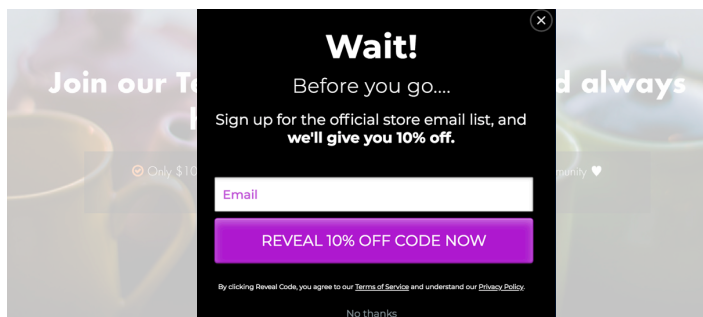 Wait!
Before you go....
Join our
d always
Sign up for the official store email list, and
we'll give you 10% off.
Only $10
munity
Email
REVEAL 10% OFF CODE NOW
By clicking Reveal Code, you agree to our Terms of Service and understand our Privacy Policy.
No thanks